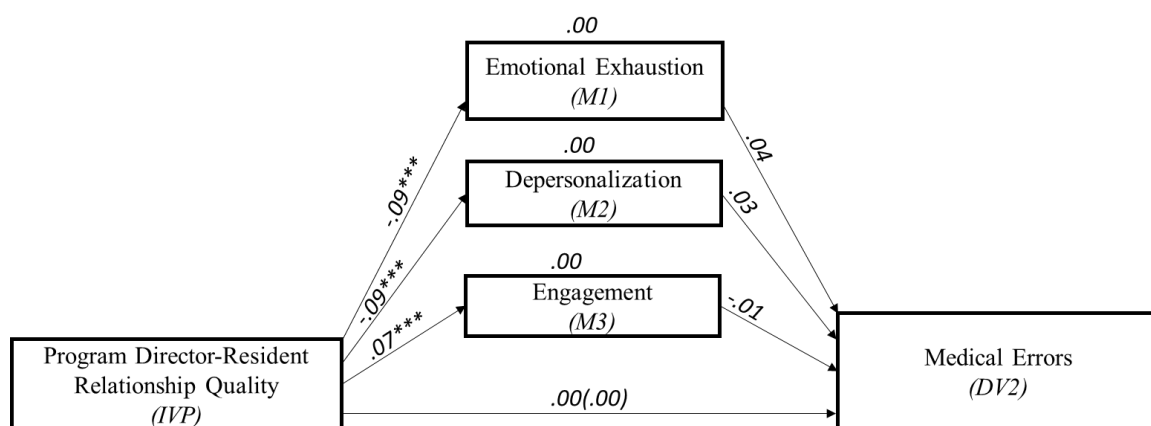 .00
Emotional Exhaustion
(M1)
-.09***
.04
.00
Depersonalization
(M2)
-.09***
.03
.00
Engagement
(M3)
.07***
-.01
Program Director-Resident
Relationship Quality
(IVP)
.00(.00)
Medical Errors
(DV2)